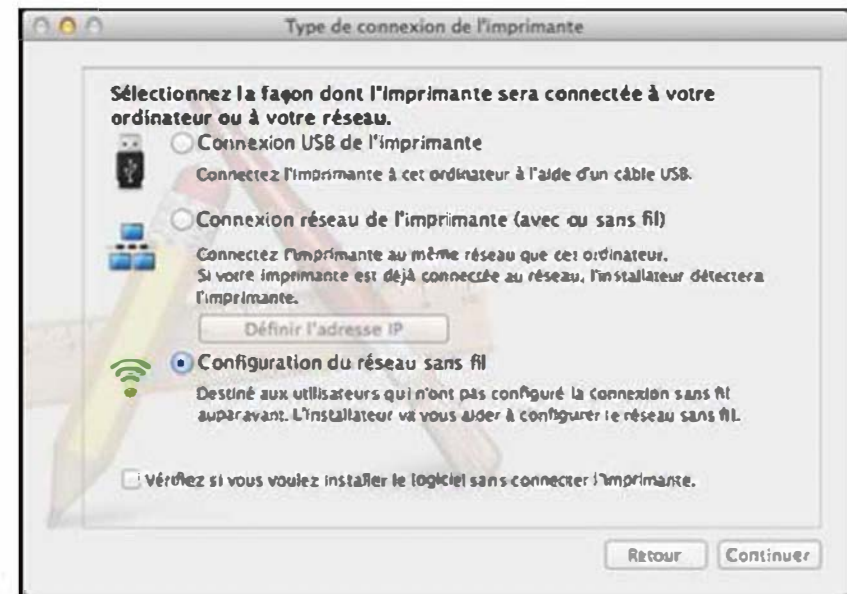 Type de connexion de l'imprimante
Sélectionnez la façon dont l'imprimante sera connectée à votre
ordinateur ou à votre réseau.
Connexion USB de l'imprimante
Connectez l'imprimante à cet ordinateur à l'aide d'un câble USB.
Connexion réseau de l'imprimante (avec ou sans fil)
Connectez l'imprimante au même réseau que cet ordinateur.
Si votre imprimante est déjà connectée au réseau, l'installateur détectera
l'imprimante.
Définir l'adresse IP
Configuration du réseau sans fil
Destiné aux utilisateurs qui n'ont pas configuré la connexion sans fil
auparavant. L'installateur va vous aider à configurer le réseau sans fil.
Vérifiez si vous voulez installer le logiciel sans connecter l'imprimante.
Retour
Continuer